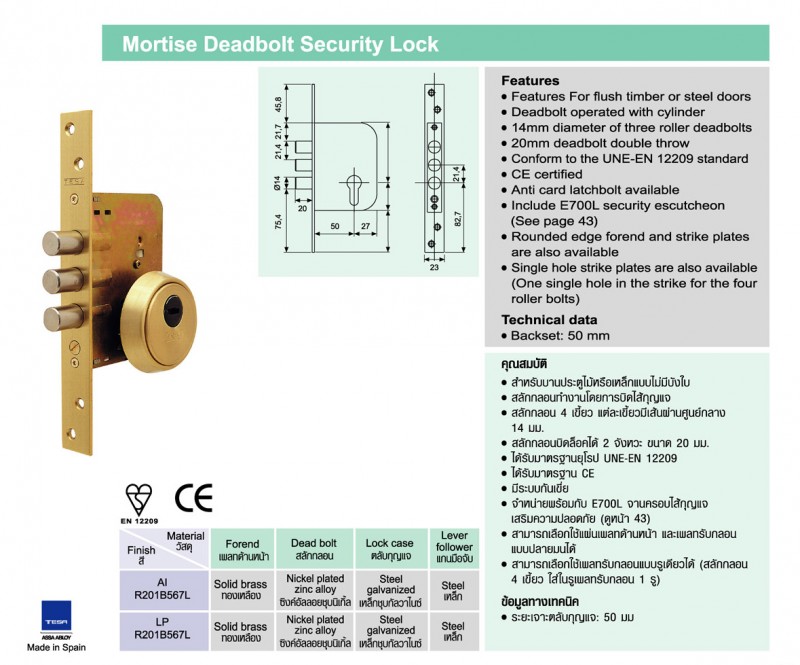 Mortise Deadbolt Security Lock
TESA
45,8
21,7
21,4
Ø14
75,4
20
50
27
21,4
82,7
23
Features
• Features For flush timber or steel doors
• Deadbolt operated with cylinder
• 14mm diameter of three roller deadbolts
• 20mm deadbolt double throw
• Conform to the UNE-EN 12209 standard
• CE certified
• Anti card latchbolt available
• Include E700L security escutcheon
(See page 43)
• Rounded edge forend and strike plates
are also available
• Single hole strike plates are also available
(One single hole in the strike for the four
roller bolts)
Technical data
• Backset: 50 mm
คุณสมบัติ
• สำหรับบานประตูไม้หรือเหล็กแบบไม่มีบังใบ
• สลักกลอนทำงานโดยการบิดไส้กุญแจ
• สลักกลอน 4 เขี้ยว แต่ละเขี้ยวมีเส้นผ่านศูนย์กลาง
14 มม.
• สลักกลอนบิดล็อคได้ 2 จังหวะ ขนาด 20 มม.
• ได้รับมาตรฐานยุโรป UNE-EN 12209
• ได้รับมาตรฐาน CE
• มีระบบกันเขี่ย
• จำหน่ายพร้อมกับ E700L จานครอบไส้กุญแจ
เสริมความปลอดภัย (ดูหน้า 43)
• สามารถเลือกใช้แผ่นเพลทด้านหน้า และเพลทรับกลอน
แบบปลายมนได้
• สามารถเลือกใช้เพลทรับกลอนแบบรูเดียวได้ (สลักกลอน
4 เขี้ยว ใส่ในรูเพลทรับกลอน 1 รู)
ข้อมูลทางเทคนิค
• ระยะเจาะตลับกุญแจ: 50 มม
EN 12209
CE
Material
วัสดุ
Finish
สี
Forend
เพลทด้านหน้า
Dead bolt
สลักกลอน
Lock case
ตลับกุญแจ
Lever
follower
แกนมือจับ
AI
R201B567L
Solid brass
ทองเหลือง
Nickel plated
zinc alloy
ซิงค์อัลลอยชุบนิเกิ้ล
Steel
galvanized
เหล็กชุบกัลวาไนซ์
Steel
เหล็ก
LP
R201B567L
Solid brass
ทองเหลือง
Nickel plated
zinc alloy
ซิงค์อัลลอยชุบนิเกิ้ล
Steel
galvanized
เหล็กชุบกัลวาไนซ์
Steel
เหล็ก
TESA
ASSA ABLOY
Made in Spain